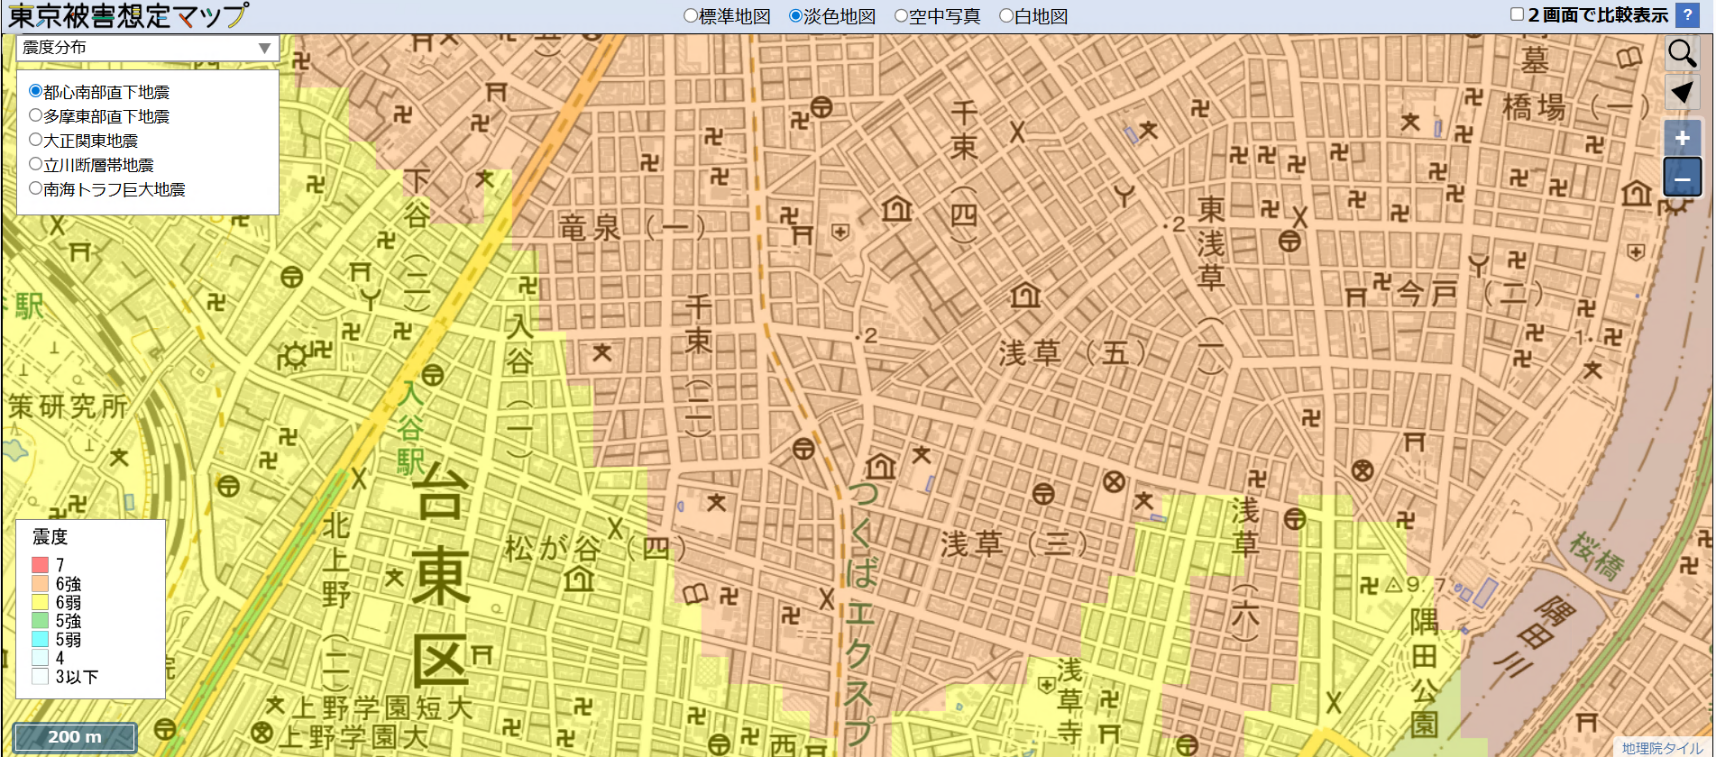 東京被害想定マップ
標準地図 淡色地図 空中写真 白地図
2画面で比較表示 ?
震度分布
都心南部直下地震
多摩東部直下地震
大正関東地震
立川断層帯地震
南海トラフ巨大地震
橋場(一)
千束(四)
下谷(二)
竜泉(一)
東浅草(一)
・2
今戸(二)
駅
入谷(一)
千束(二)
・2
浅草(五)
1.
策研究所
入谷駅
台東区
つくばエクスプ
浅草(三)
浅草(六)
北上野(二)
松が谷(四)
桜橋
9.7
隅田川
隅田公園
浅草寺
上野学園短大
上野学園大
西
院
墓
震度
7
6強
6弱
5強
5弱
4
3以下
200 m
地理院タイル